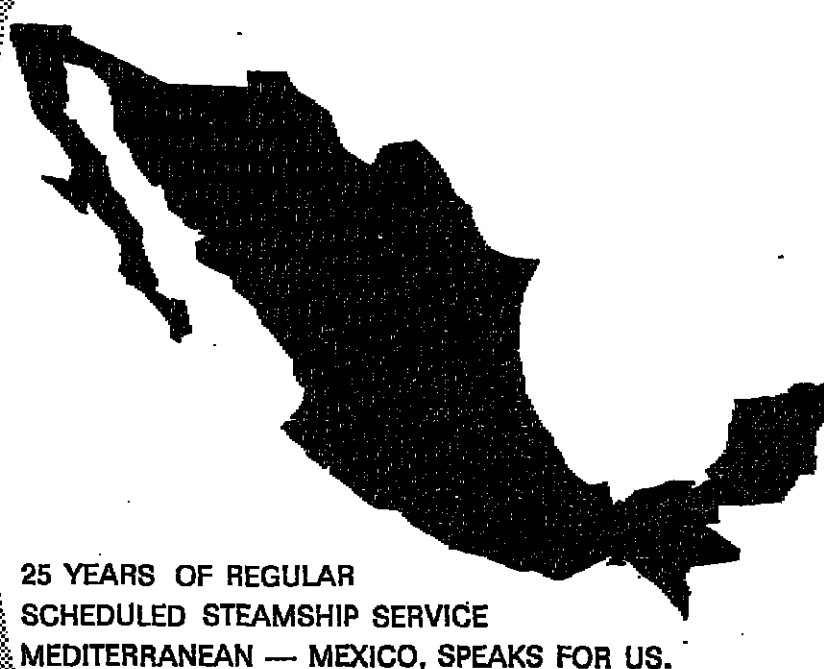 25 YEARS OF REGULAR
SCHEDULED STEAMSHIP SERVICE
MEDITERRANEAN — MEXICO, SPEAKS FOR US.